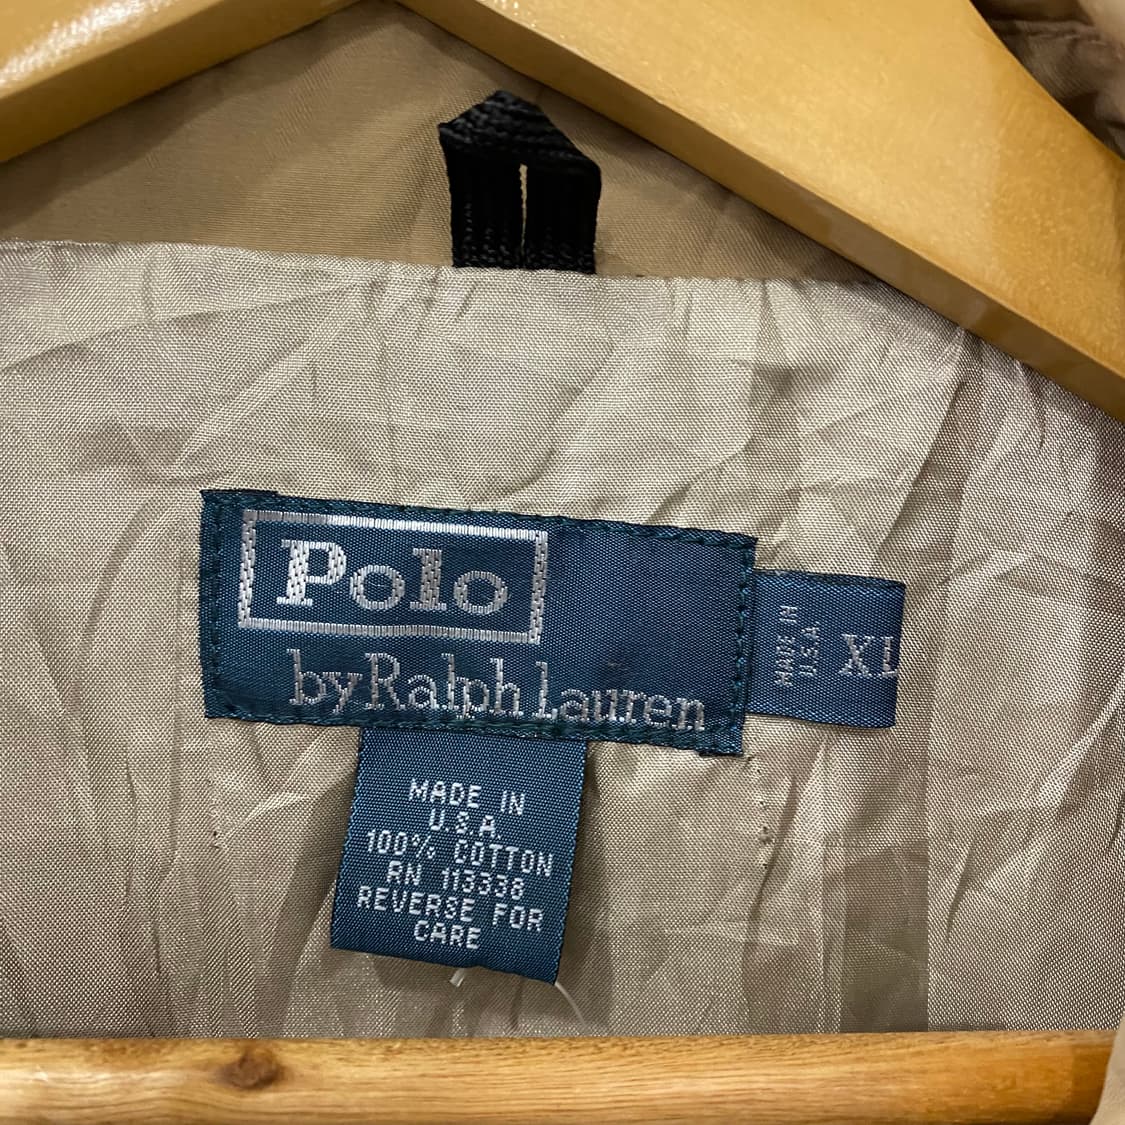 Polo
by Ralph Lauren
MADE IN
U.S.A.
XL
MADE IN
U.S.A.
100% COTTON
RN 113338
REVERSE FOR
CARE